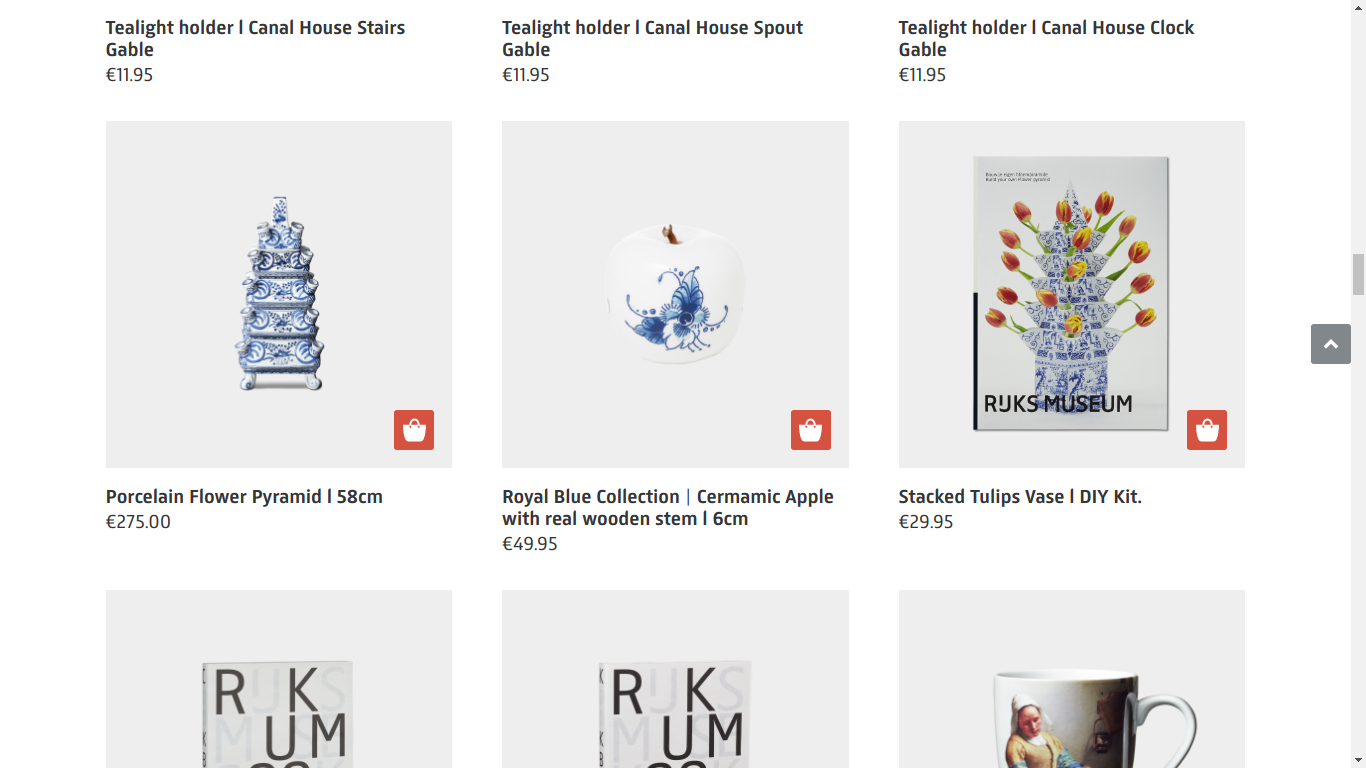 Tealight holder l Canal House Stairs
Gable
€11.95
Tealight holder l Canal House Spout
Gable
€11.95
Tealight holder l Canal House Clock
Gable
€11.95
Bouw je eigen bloempiramide
Build your own flower pyramid
RIJKS MUSEUM
Porcelain Flower Pyramid l 58cm
€275.00
Royal Blue Collection | Cermamic Apple
with real wooden stem l 6cm
€49.95
Stacked Tulips Vase l DIY Kit.
€29.95
RIJKS
MUSE
RIJKS
MUSE